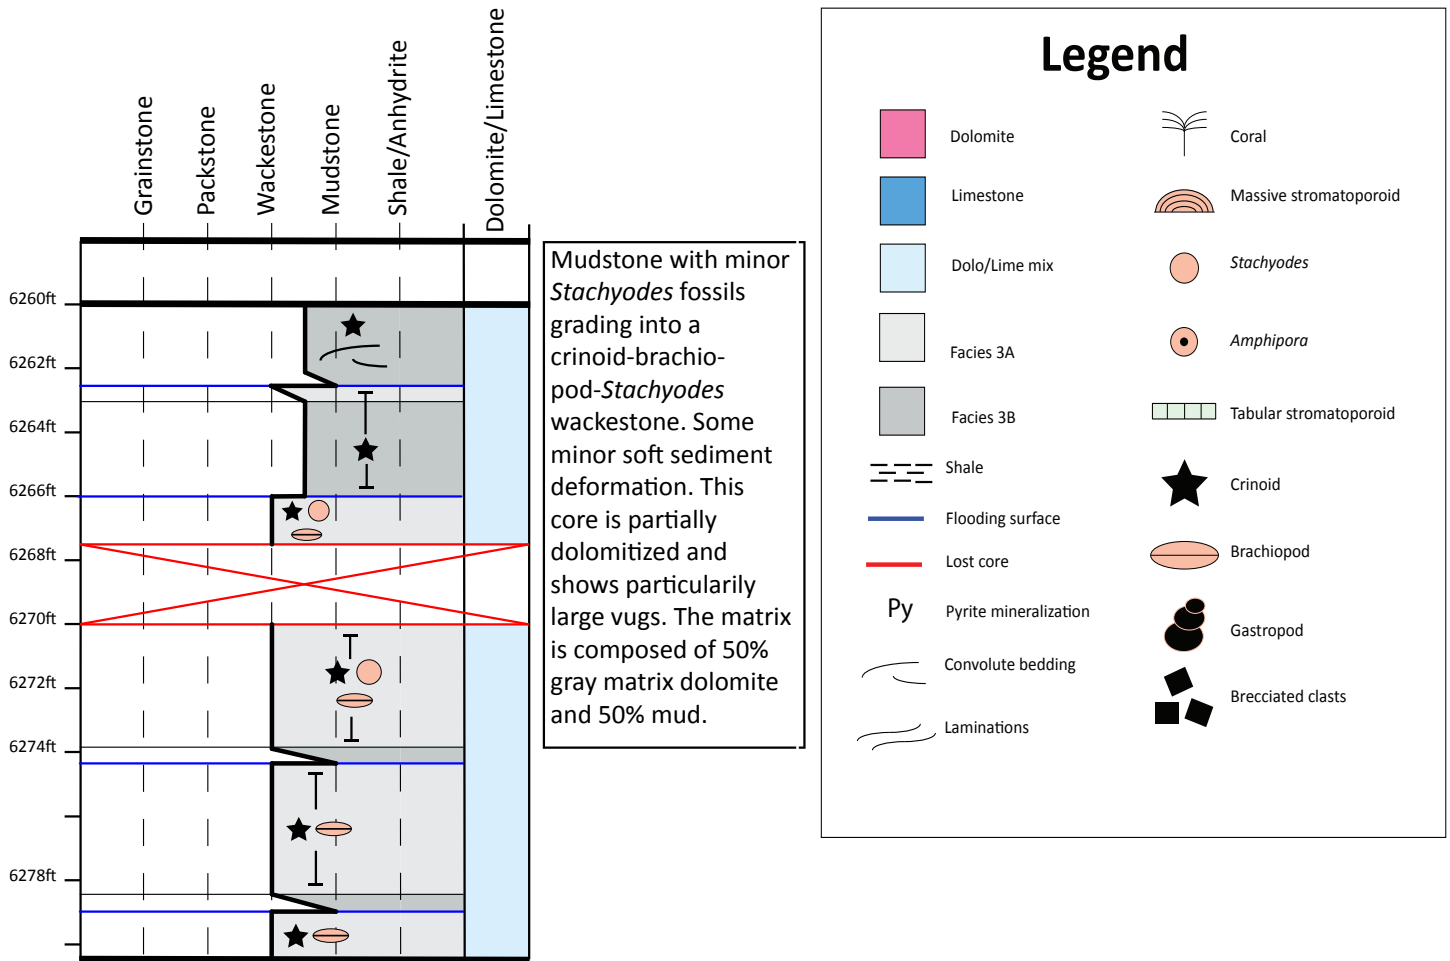 Grainstone
Packstone
Wackestone
Mudstone
Shale/Anhydrite
Dolomite/Limestone
6260ft
6262ft
6264ft
6266ft
6268ft
6270ft
6272ft
6274ft
6278ft
Mudstone with minor
Stachyodes fossils
grading into a
crinoid-brachio-
pod-Stachyodes
wackestone. Some
minor soft sediment
deformation. This
core is partially
dolomitized and
shows particularily
large vugs. The matrix
is composed of 50%
gray matrix dolomite
and 50% mud.
Legend
Dolomite
Limestone
Dolo/Lime mix
Facies 3A
Facies 3B
Shale
Flooding surface
Lost core
Py Pyrite mineralization
Convolute bedding
Laminations
Coral
Massive stromatoporoid
Stachyodes
Amphipora
Tabular stromatoporoid
Crinoid
Brachiopod
Gastropod
Brecciated clasts